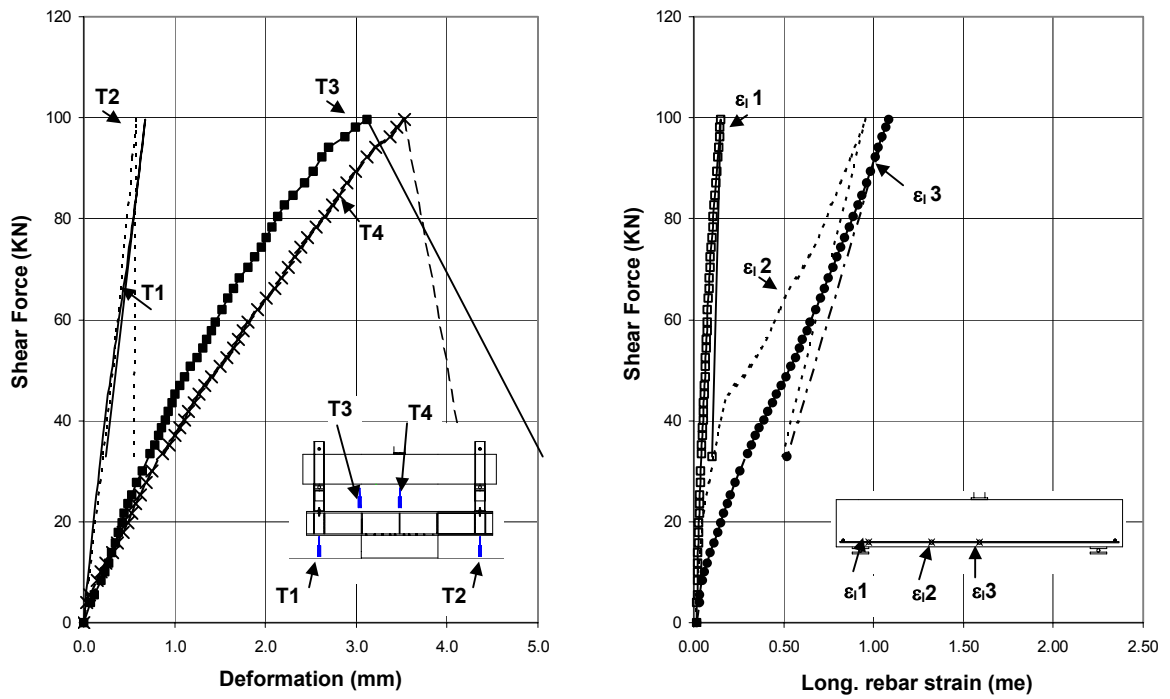 120
100
80
60
40
20
0
Shear Force (KN)
T2
T3
T4
T1
T3
T4
T1
T2
0.0
1.0
2.0
3.0
4.0
5.0
Deformation (mm)
120
100
80
60
40
20
0
Shear Force (KN)
εl 1
εl 3
εl 2
εl1
εl2
εl3
0.00
0.50
1.00
1.50
2.00
2.50
Long. rebar strain (me)